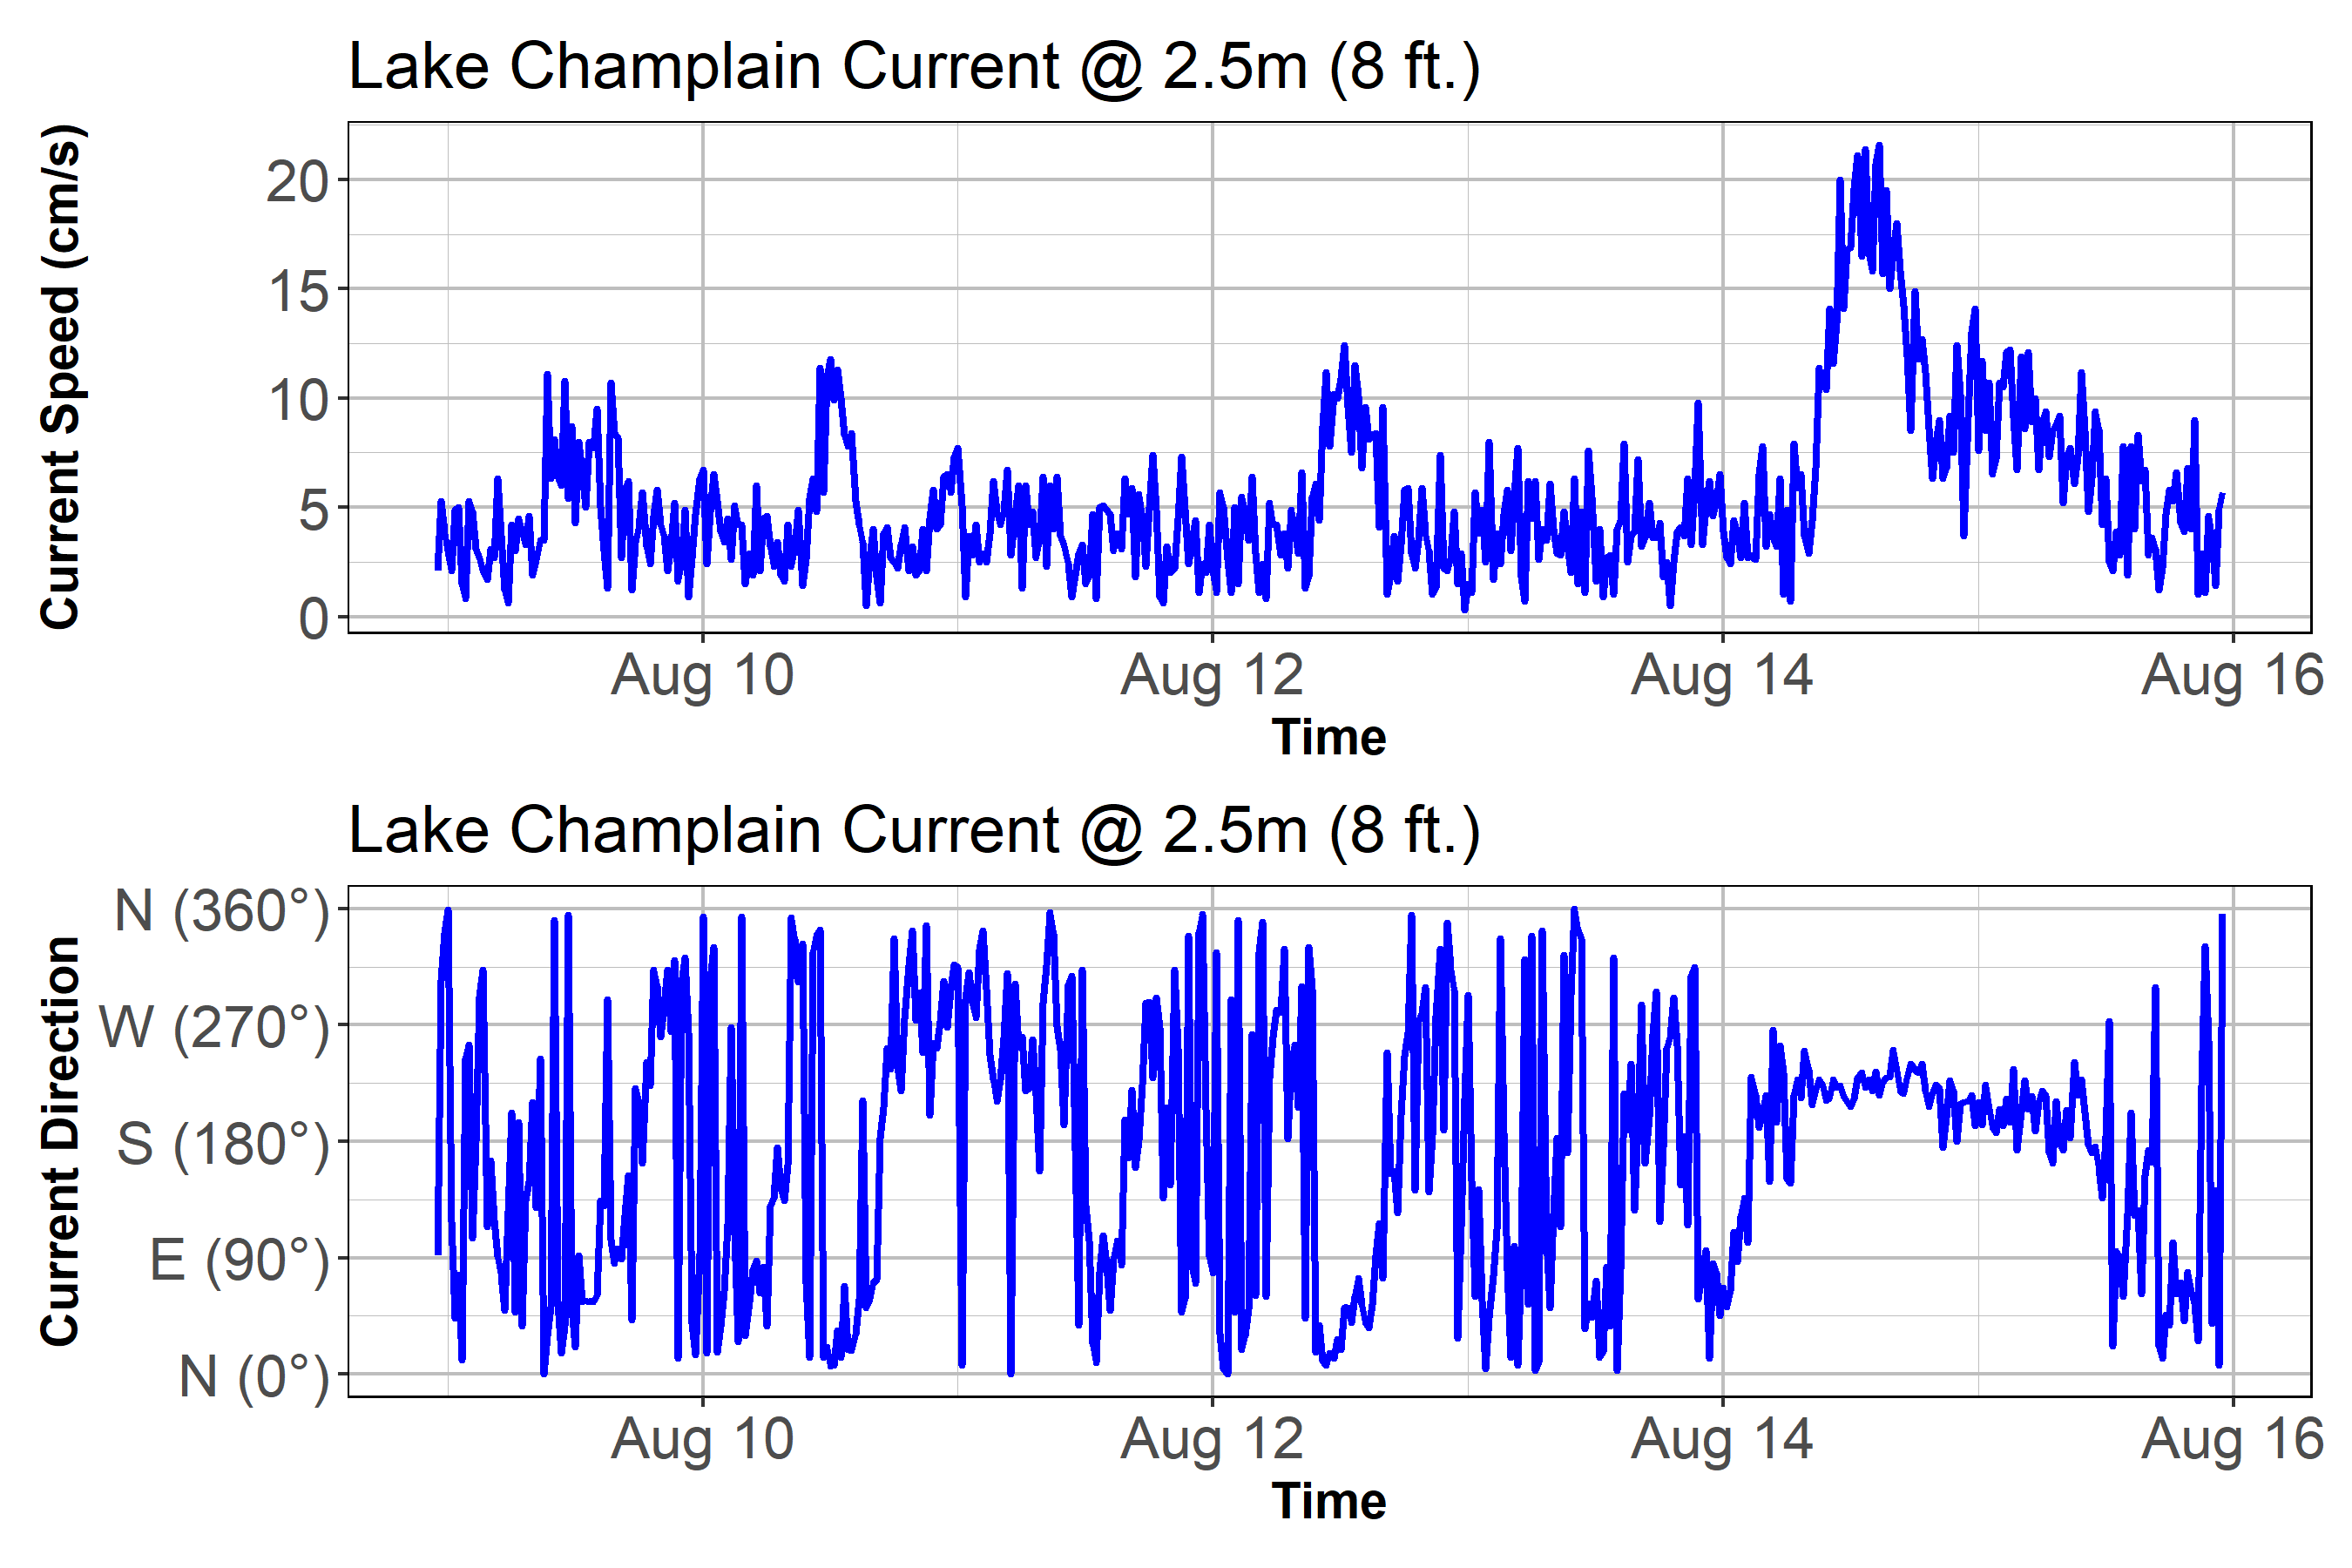 Lake Champlain Current @ 2.5m (8 ft.)
Current Speed (cm/s)
20
15
10
5
0
Aug 10 Aug 12 Aug 14 Aug 16
Time
Lake Champlain Current @ 2.5m (8 ft.)
Current Direction
N (360°)
W (270°)
S (180°)
E (90°)
N (0°)
Aug 10 Aug 12 Aug 14 Aug 16
Time